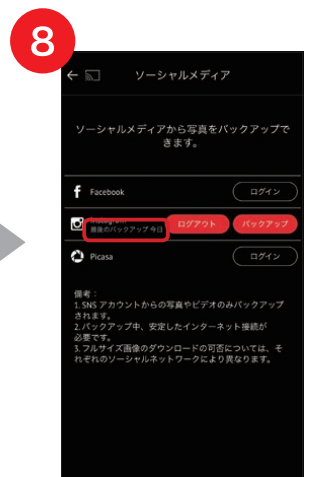 8
ソーシャルメディア
ソーシャルメディアから写真をバックアップで
きます。
Facebook
ログイン
Instagram
最後のバックアップ 今日
ログアウト
バックアップ
Picasa
ログイン
備考：
1. SNS アカウントからの写真やビデオのみバックアップ
されます。
2. バックアップ中、安定したインターネット接続が
必要です。
3. フルサイズ画像のダウンロードの可否については、そ
れぞれのソーシャルネットワークにより異なります。